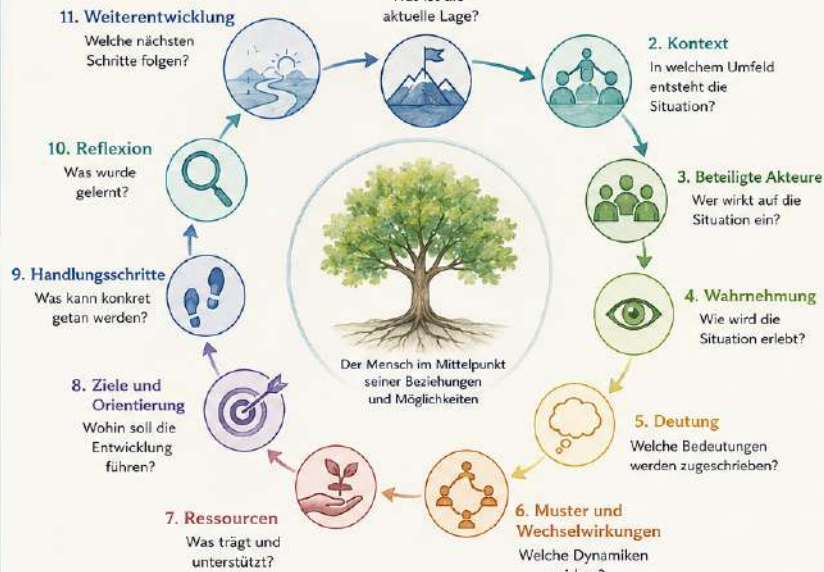 aktuelle Lage?
2. Kontext
In welchem Umfeld
entsteht die
Situation?
3. Beteiligte Akteure
Wer wirkt auf die
Situation ein?
4. Wahrnehmung
Wie wird die
Situation erlebt?
5. Deutung
Welche Bedeutungen
werden zugeschrieben?
6. Muster und
Wechselwirkungen
Welche Dynamiken
7. Ressourcen
Was trägt und
unterstützt?
8. Ziele und
Orientierung
Wohin soll die
Entwicklung
führen?
9. Handlungsschritte
Was kann konkret
getan werden?
10. Reflexion
Was wurde
gelernt?
11. Weiterentwicklung
Welche nächsten
Schritte folgen?
Der Mensch im Mittelpunkt
seiner Beziehungen
und Möglichkeiten